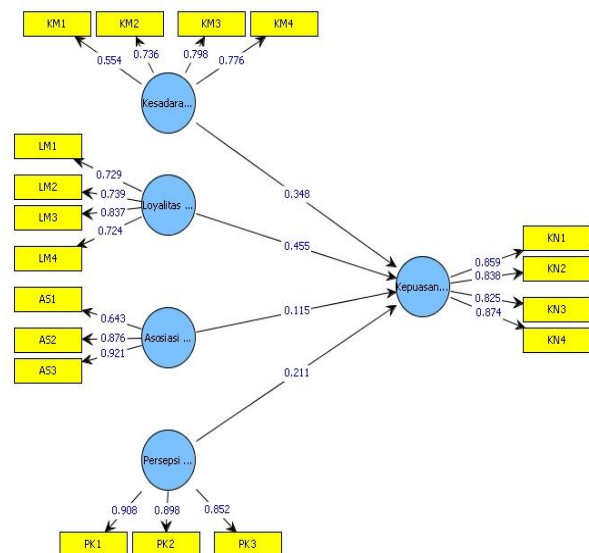 KM1 KM2 KM3 KM4
0.554 0.736 0.798 0.776
Kesadara...
LM1
LM2
LM3
LM4
0.729
0.739
0.837
0.724
Loyalitas ...
0.348
0.455
AS1
AS2
AS3
0.643
0.876
0.921
Asosiasi ...
0.115
0.211
Kepuasan...
0.859
0.838
0.825
0.874
KN1
KN2
KN3
KN4
Persepsi ...
0.908 0.898 0.852
PK1 PK2 PK3